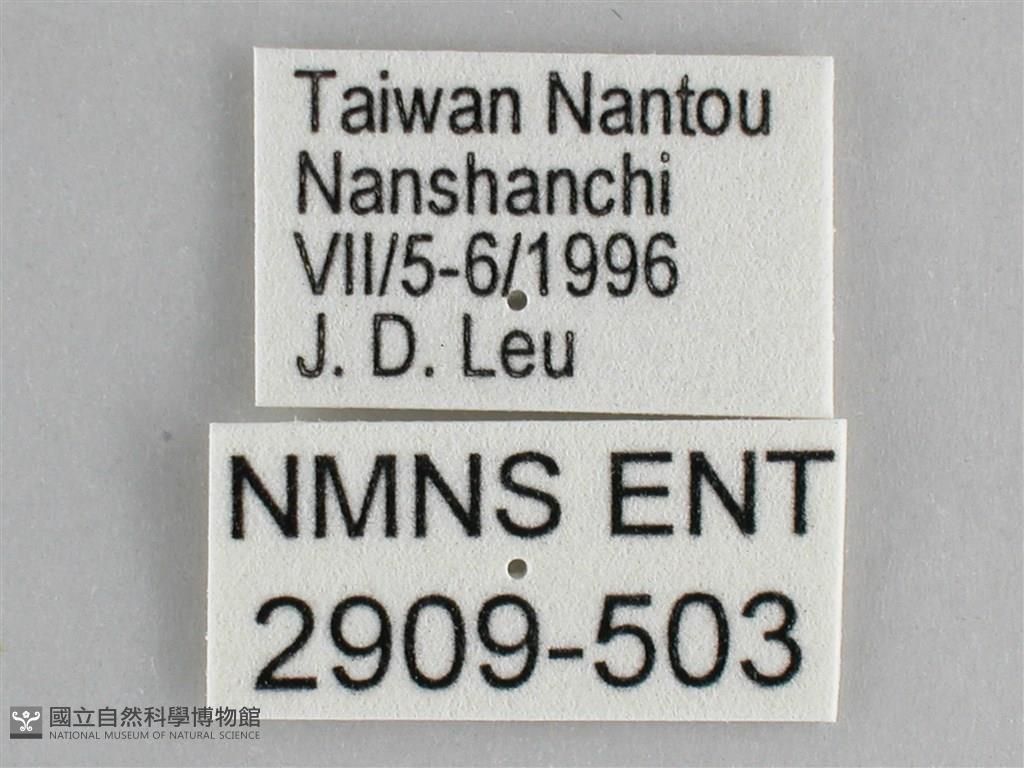 Taiwan Nantou
Nanshanchi
VII/5-6/1996
J. D. Leu
NMNS ENT
2909-503
國立自然科學博物館
NATIONAL MUSEUM OF NATURAL SCIENCE